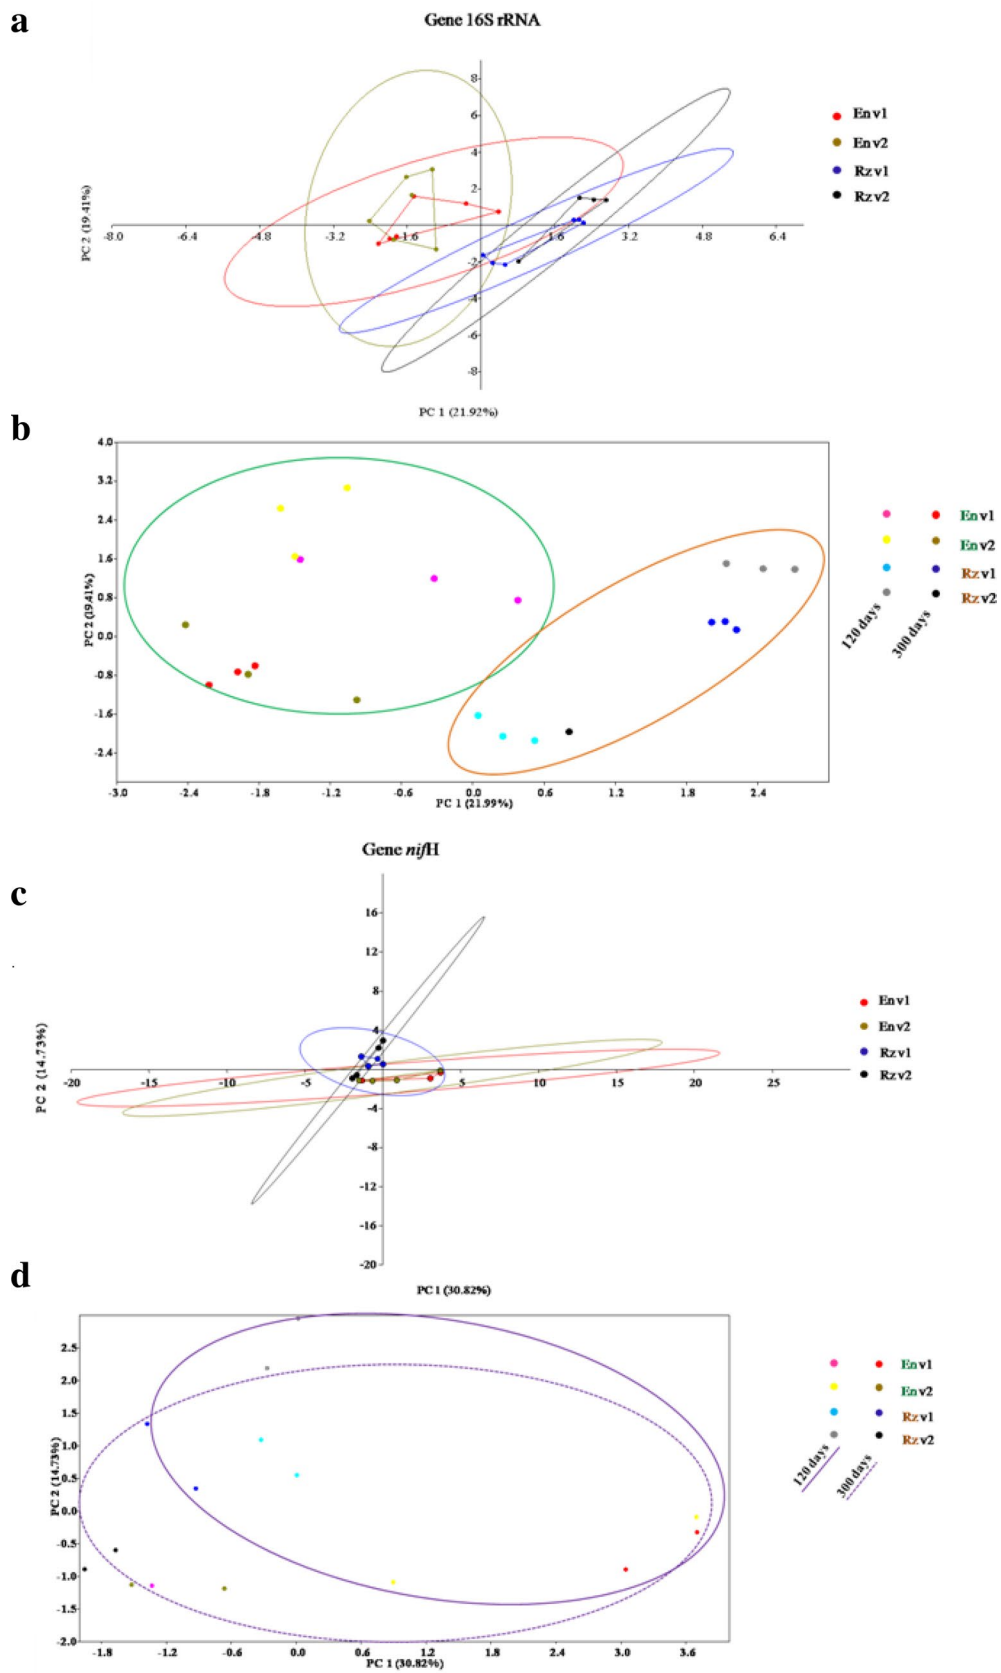 a
Gene 16S rRNA
8
6
4
2
-8.0 -6.4 -4.8 -3.2 -1.6 1.6 3.2 4.8 6.4
-2
-4
-6
-8
PC 2 (19.41%)
PC 1 (21.92%)
En v1
En v2
Rz v1
Rz v2
b
4.0
3.2
2.4
1.6
0.8
0.0
-0.8
-1.6
-2.4
-3.0 -2.4 -1.8 -1.2 -0.6 0.0 0.6 1.2 1.8 2.4
PC 2 (19.41%)
PC 1 (21.99%)
En v1
En v2
Rz v1
Rz v2
120 days
300 days
Gene nifH
c
16
12
8
4
-20 -15 -10 -5 5 10 15 20 25
-4
-8
-12
-16
-20
PC 2 (14.73%)
PC 1 (30.82%)
En v1
En v2
Rz v1
Rz v2
d
2.5
2.0
1.5
1.0
0.5
0.0
-0.5
-1.0
-1.5
-2.0
-1.8 -1.2 -0.6 0.0 0.6 1.2 1.8 2.4 3.0 3.6
PC 2 (14.73%)
PC 1 (30.82%)
En v1
En v2
Rz v1
Rz v2
120 days
300 days